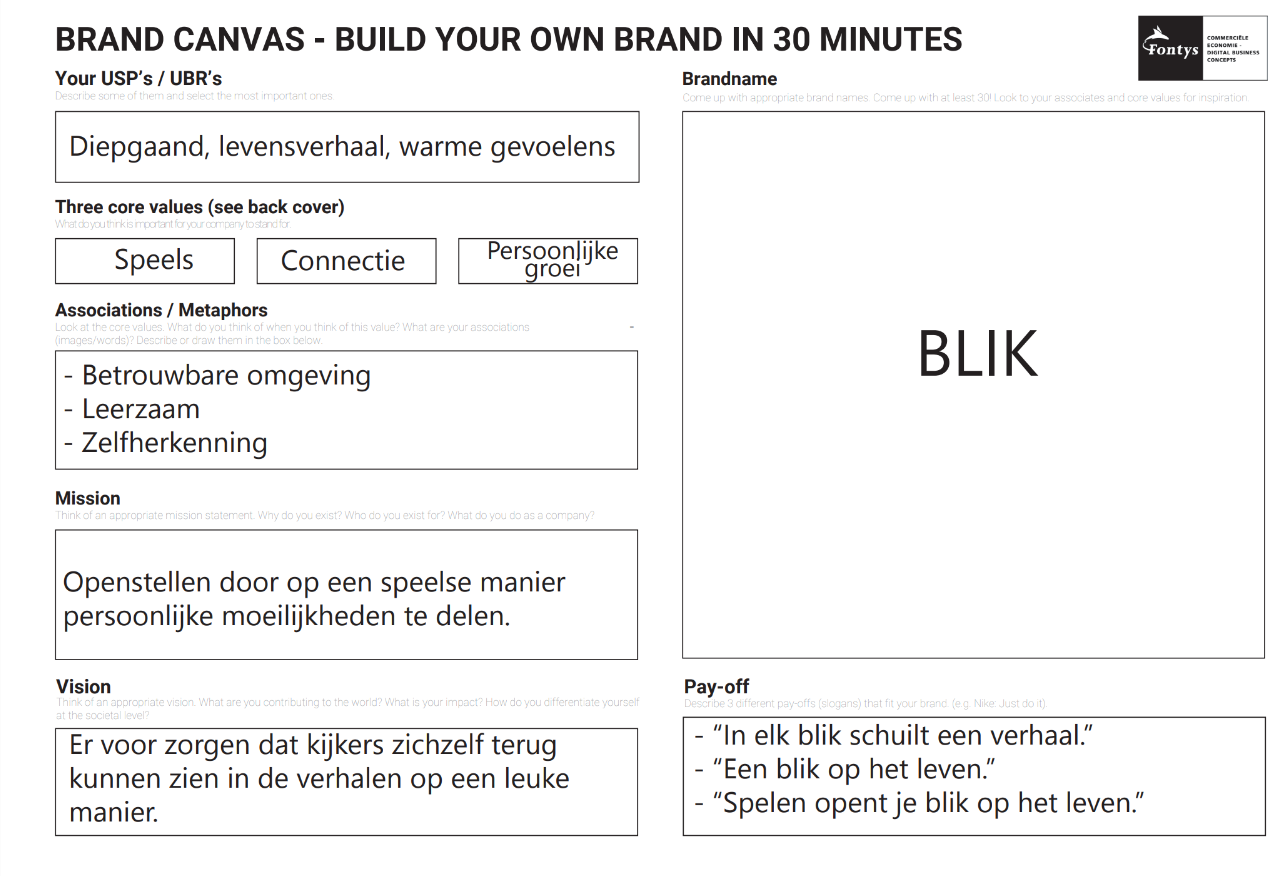 BRAND CANVAS - BUILD YOUR OWN BRAND IN 30 MINUTES
Fontys
COMMERCIËLE
ECONOMIE -
DIGITAL BUSINESS
CONCEPTS
Your USP's / UBR's
Describe some of them and select the most important ones.
Diepgaand, levensverhaal, warme gevoelens
Three core values (see back cover)
What do you think is important for your company to stand for.
Speels
Connectie
Persoonlijke
groei
Associations / Metaphors
Look at the core values. What do you think of when you think of this value? What are your associations
-
(images/words)? Describe or draw them in the box below.
- Betrouwbare omgeving
- Leerzaam
- Zelfherkenning
Mission
Think of an appropriate mission statement. Why do you exist? Who do you exist for? What do you do as a company?
Openstellen door op een speelse manier
persoonlijke moeilijkheden te delen.
Vision
Think of an appropriate vision. What are you contributing to the world? What is your impact? How do you differentiate yourself
at the societal level?
Er voor zorgen dat kijkers zichzelf terug
kunnen zien in de verhalen op een leuke
manier.
Brandname
Come up with appropriate brand names. Come up with at least 30! Look to your associates and core values for inspiration.
BLIK
Pay-off
Describe 3 different pay-offs (slogans) that fit your brand. (e.g. Nike: Just do it).
- “In elk blik schuilt een verhaal.”
- “Een blik op het leven.”
- “Spelen opent je blik op het leven.”